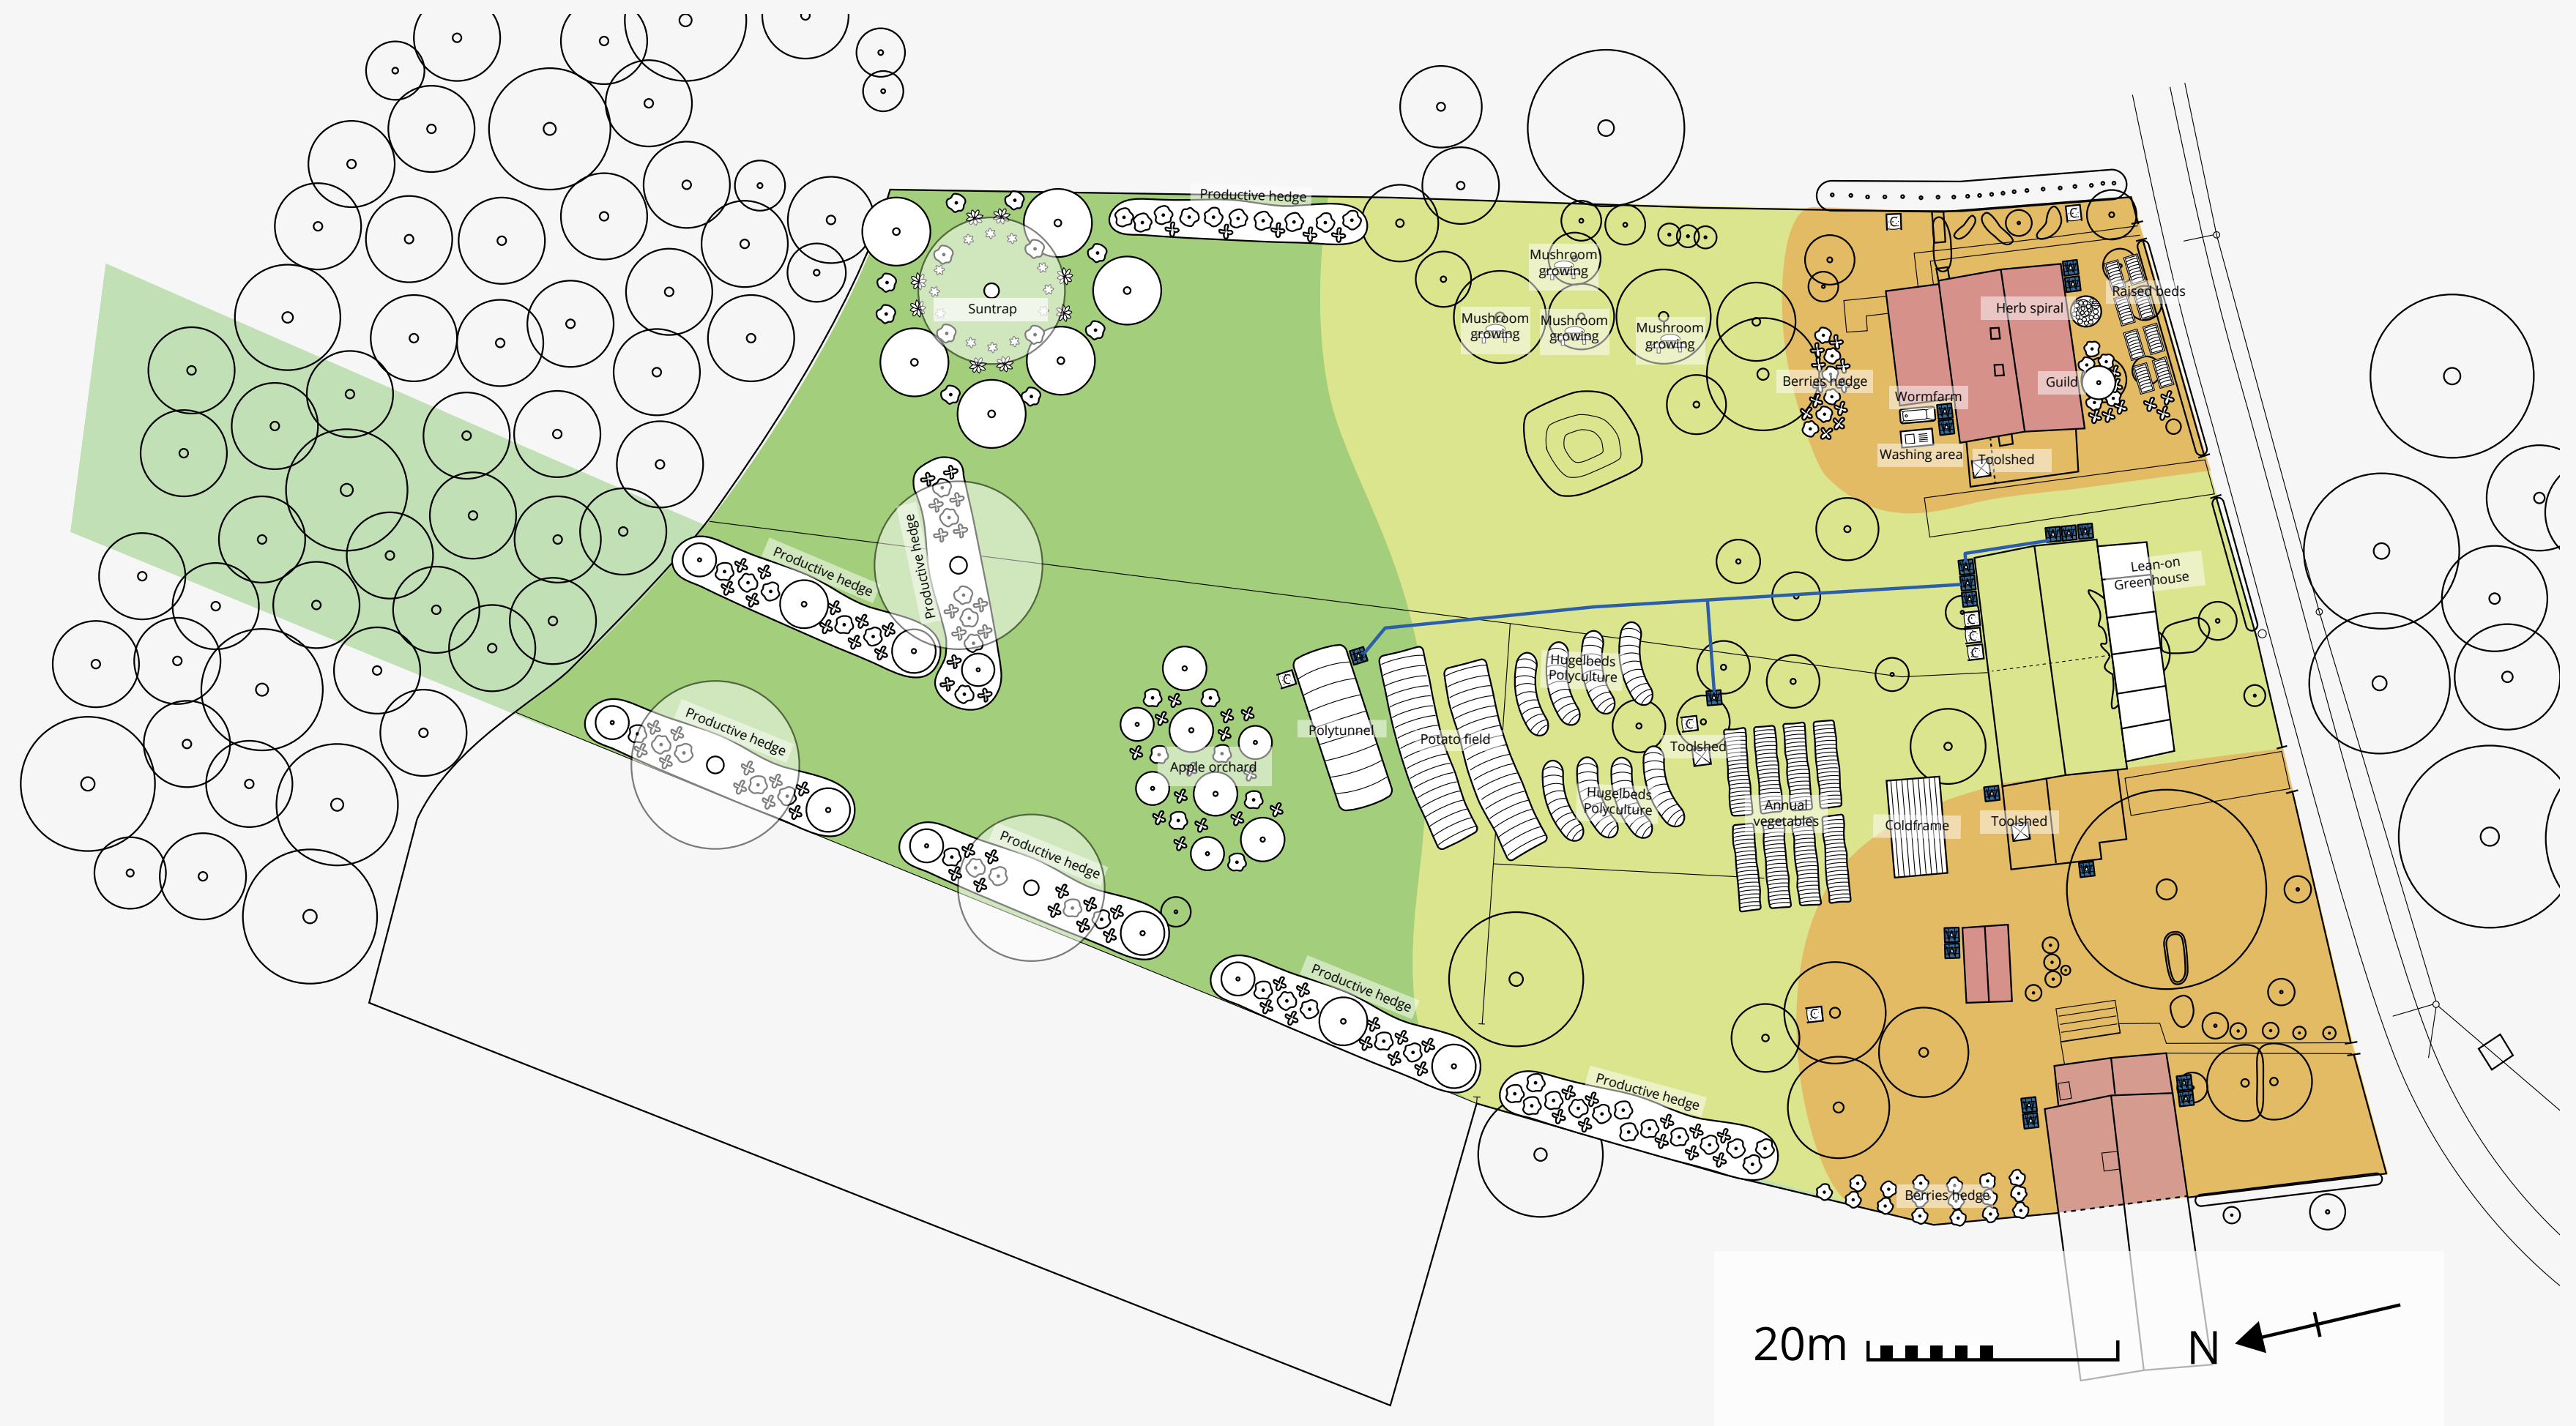 Productive hedge
Suntrap
Mushroom
growing
Mushroom
growing
Mushroom
growing
Mushroom
growing
Berries hedge
C
C
Raised beds
Herb spiral
Guild
Wormfarm
Washing area
Toolshed
Productive hedge
Productive hedge
Lean-on
Greenhouse
C
C
C
C
Polytunnel
Potato field
Hugelbeds
Polyculture
C
Toolshed
Productive hedge
Apple orchard
Hugelbeds
Polyculture
Annual
vegetables
Coldframe
Toolshed
Productive hedge
Productive hedge
C
Productive hedge
Berries hedge
20m
N